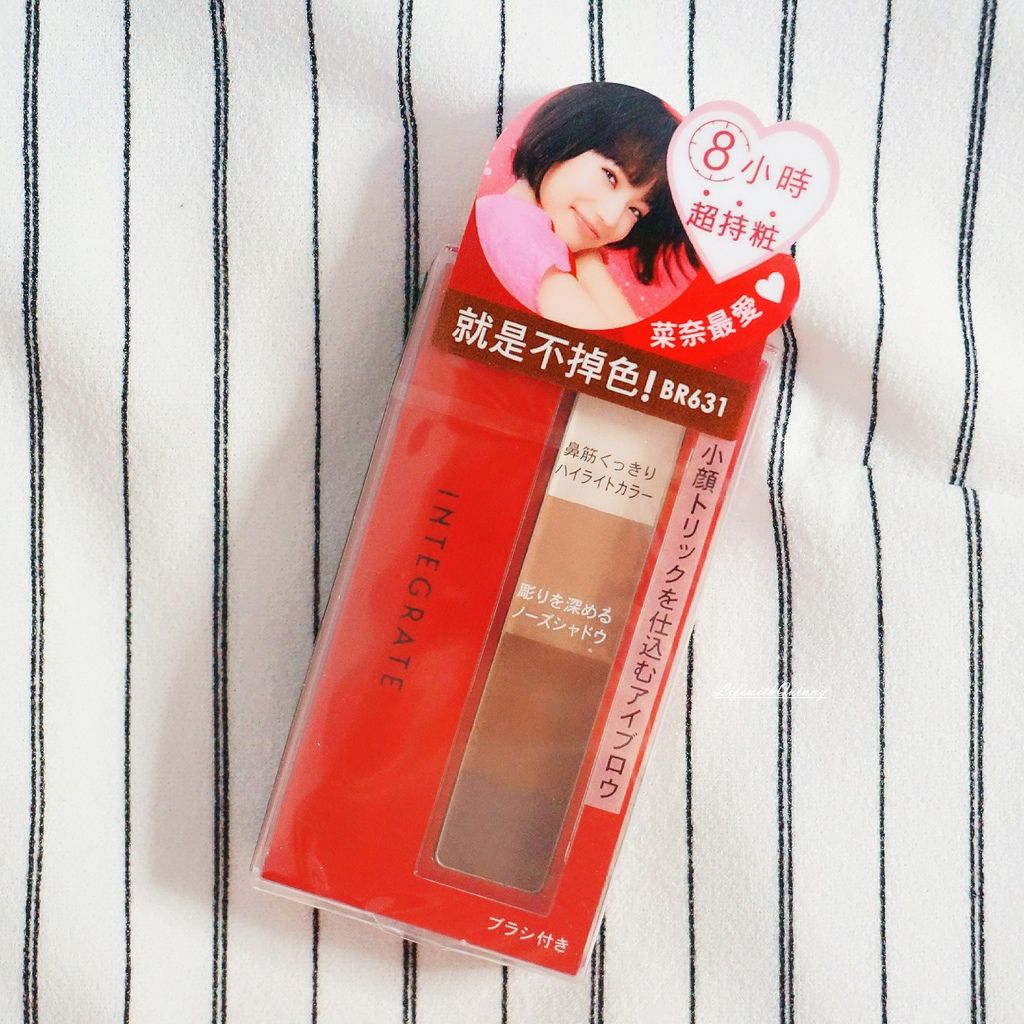 8小時
超持粧
菜奈最愛
就是不掉色!BR631
鼻筋くっきり
ハイライトカラー
彫りを深める
ノーズシャドウ
小顔トリックを仕込むアイブロウ
INTEGRATE
ブラシ付き